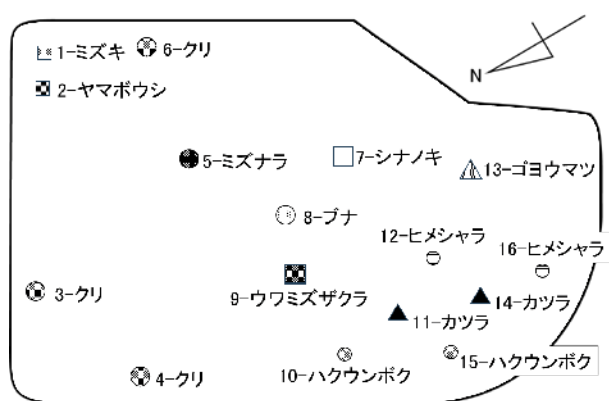 1-ミズキ
6-クリ
2-ヤマボウシ
N
5-ミズナラ
7-シナノキ
13-ゴヨウマツ
8-ブナ
12-ヒメシャラ
16-ヒメシャラ
3-クリ
9-ウワミズザクラ
14-カツラ
11-カツラ
4-クリ
10-ハクウンボク
15-ハクウンボク